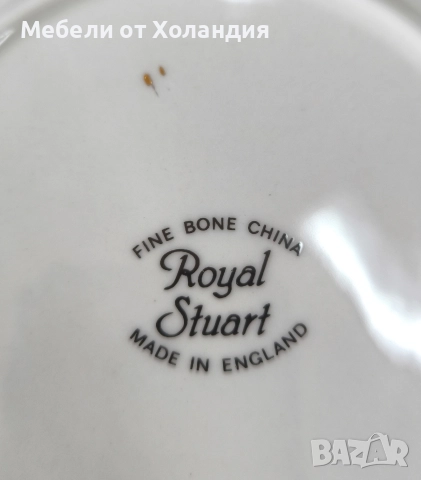 Мебели от Холандия
FINE BONE CHINA
Royal
Stuart
MADE IN ENGLAND
BAZAR